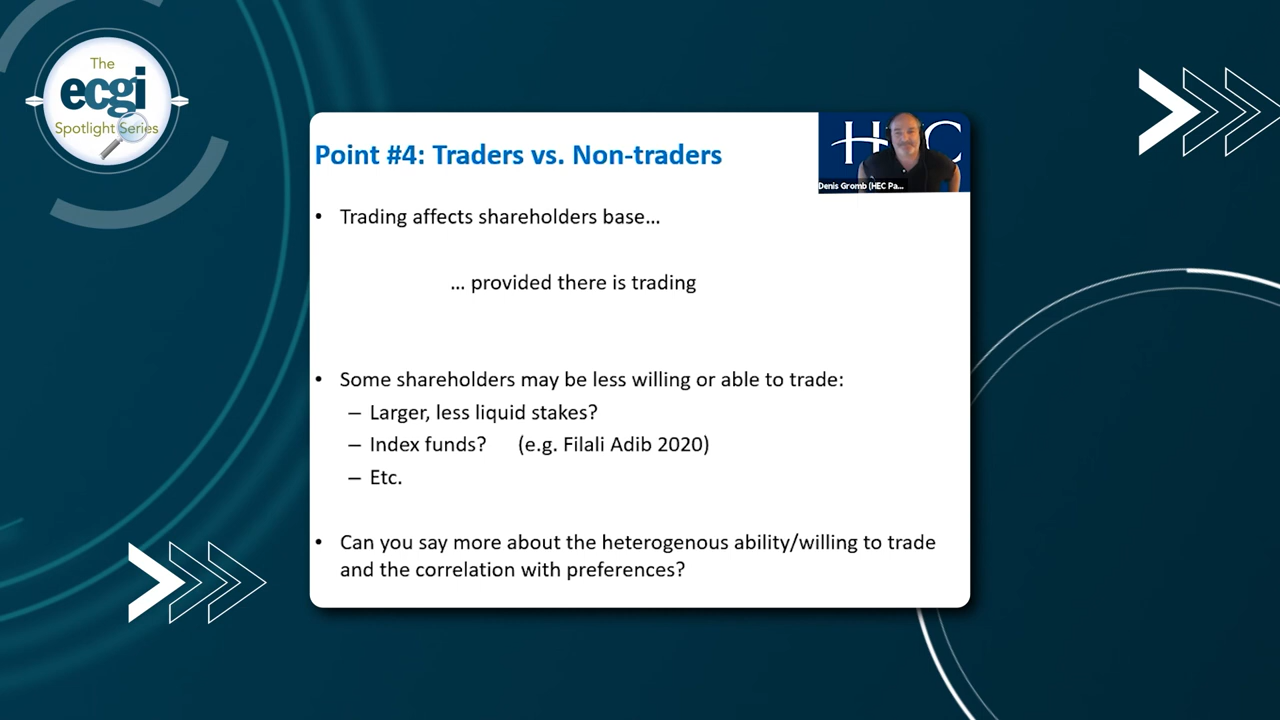 The
ecgi
Spotlight Series
Point #4: Traders vs. Non-traders
HEC
Denis Gromb (HEC Pa...
• Trading affects shareholders base…
… provided there is trading
• Some shareholders may be less willing or able to trade:
– Larger, less liquid stakes?
– Index funds? (e.g. Filali Adib 2020)
– Etc.
• Can you say more about the heterogenous ability/willing to trade
and the correlation with preferences?